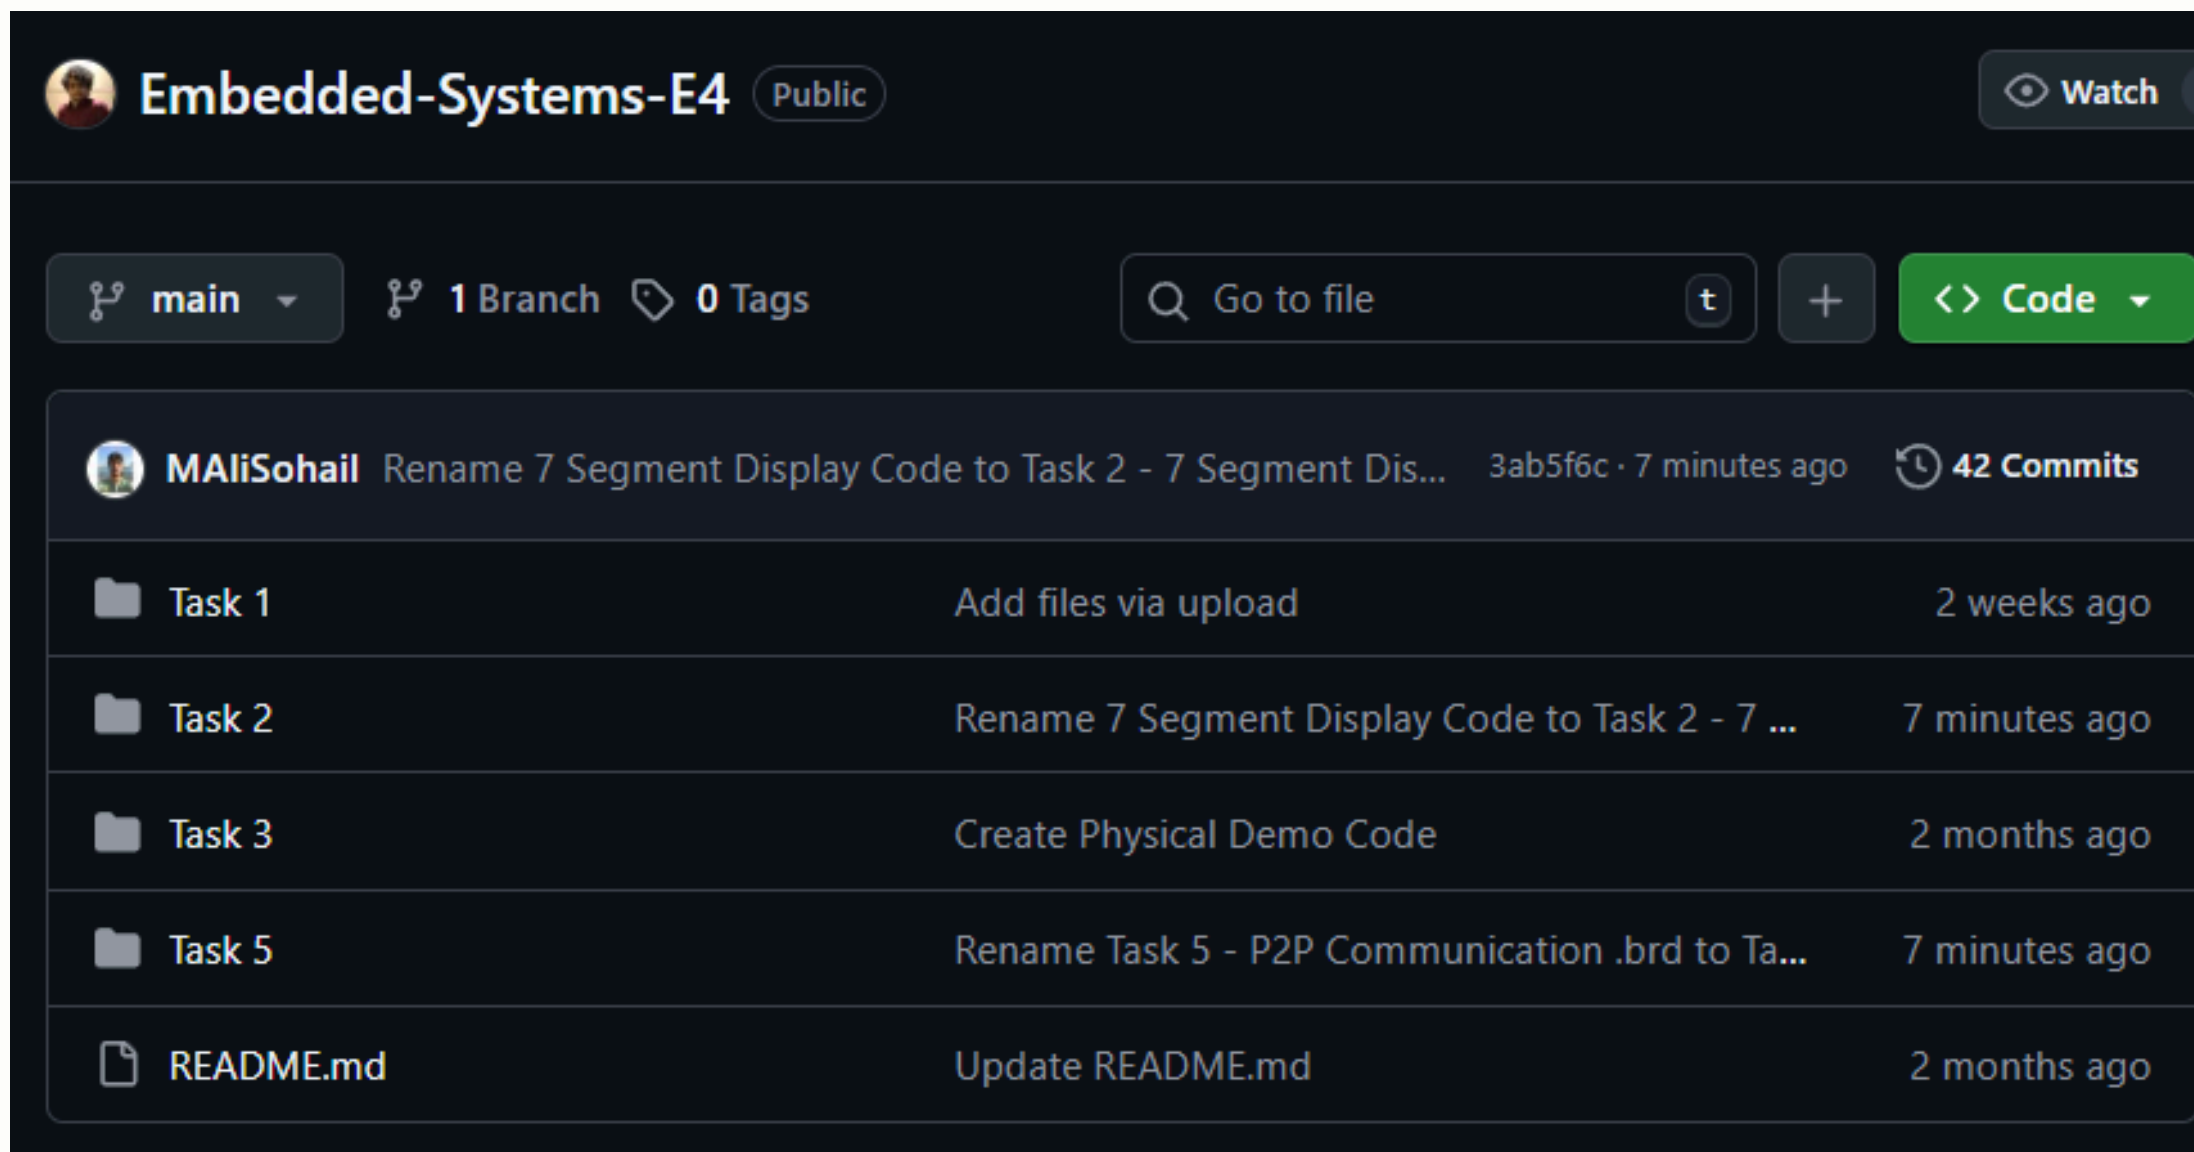 Embedded-Systems-E4 Public Watch
main 1 Branch 0 Tags Go to file t Code
MAliSohail Rename 7 Segment Display Code to Task 2 - 7 Segment Dis... 3ab5f6c · 7 minutes ago 42 Commits
Task 1 Add files via upload 2 weeks ago
Task 2 Rename 7 Segment Display Code to Task 2 - 7 ... 7 minutes ago
Task 3 Create Physical Demo Code 2 months ago
Task 5 Rename Task 5 - P2P Communication .brd to Ta... 7 minutes ago
README.md Update README.md 2 months ago